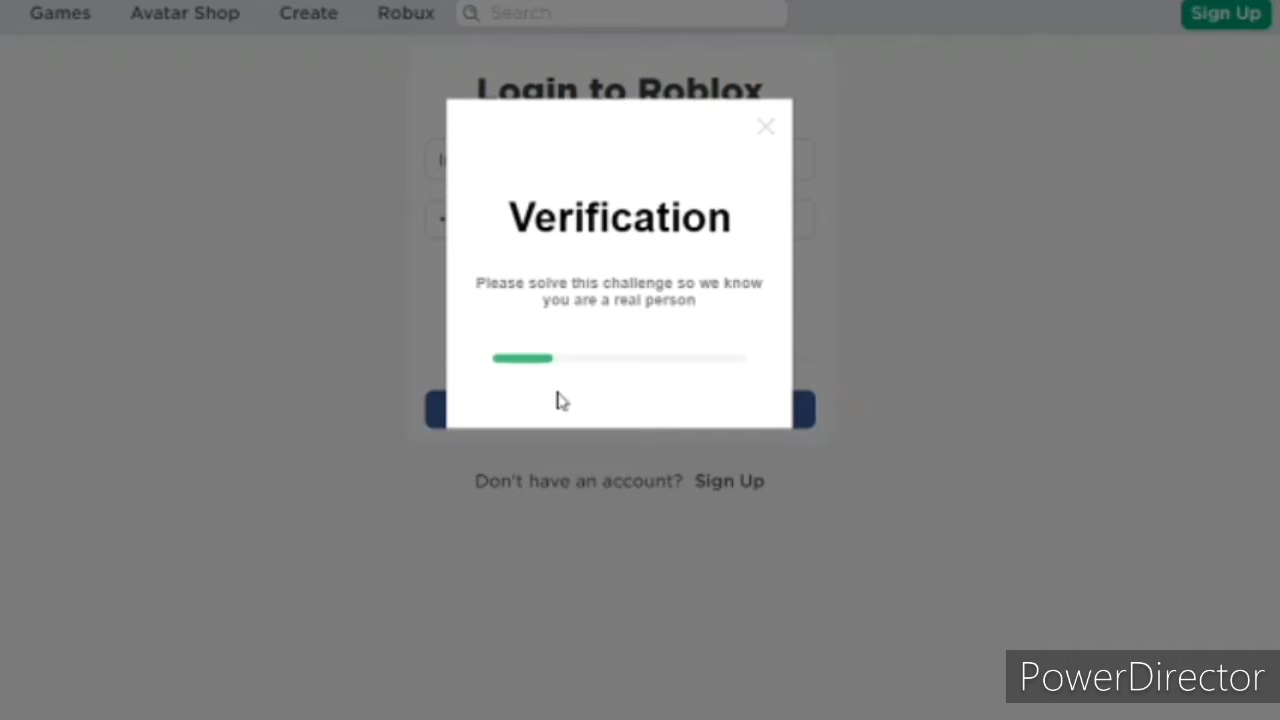 Games Avatar Shop Create Robux Search Sign Up
Login to Roblox
Verification
Please solve this challenge so we know
you are a real person
Don't have an account? Sign Up
PowerDirector